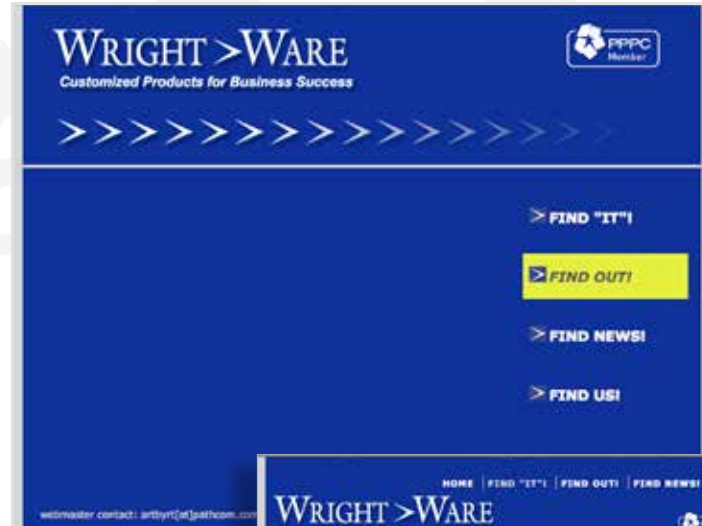 WRIGHT >WARE
PPPC
Member
Customized Products for Business Success
>>>>>>>>>>>>>>>>
> FIND "IT"!
> FIND OUT!
> FIND NEWS!
> FIND US!
HOME | FIND "IT"! | FIND OUT! | FIND NEWS!
webmaster contact: artbyrt[at]pathcom.com
WRIGHT >WARE